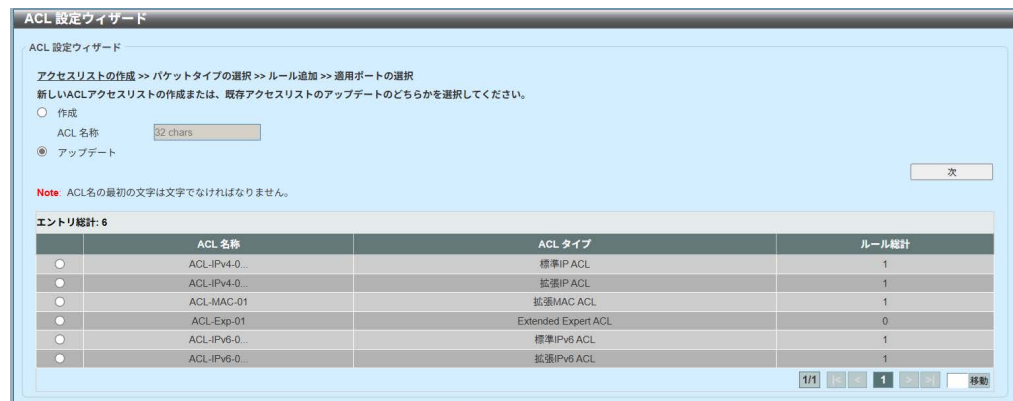 ACL 設定ウィザード
ACL 設定ウィザード
アクセスリストの作成 >> パケットタイプの選択 >> ルール追加 >> 適用ポートの選択
新しいACLアクセスリストの作成または、既存アクセスリストのアップデートのどちらかを選択してください。
作成
ACL 名称 32 chars
アップデート
次
Note: ACL名の最初の文字は文字でなければなりません。
エントリ総計: 6
ACL 名称 ACL タイプ ルール総計
ACL-IPv4-0... 標準IP ACL 1
ACL-IPv4-0... 拡張IP ACL 1
ACL-MAC-01 拡張MAC ACL 1
ACL-Exp-01 Extended Expert ACL 0
ACL-IPv6-0... 標準IPv6 ACL 1
ACL-IPv6-0... 拡張IPv6 ACL 1
1/1 |< < 1 > >| 移動